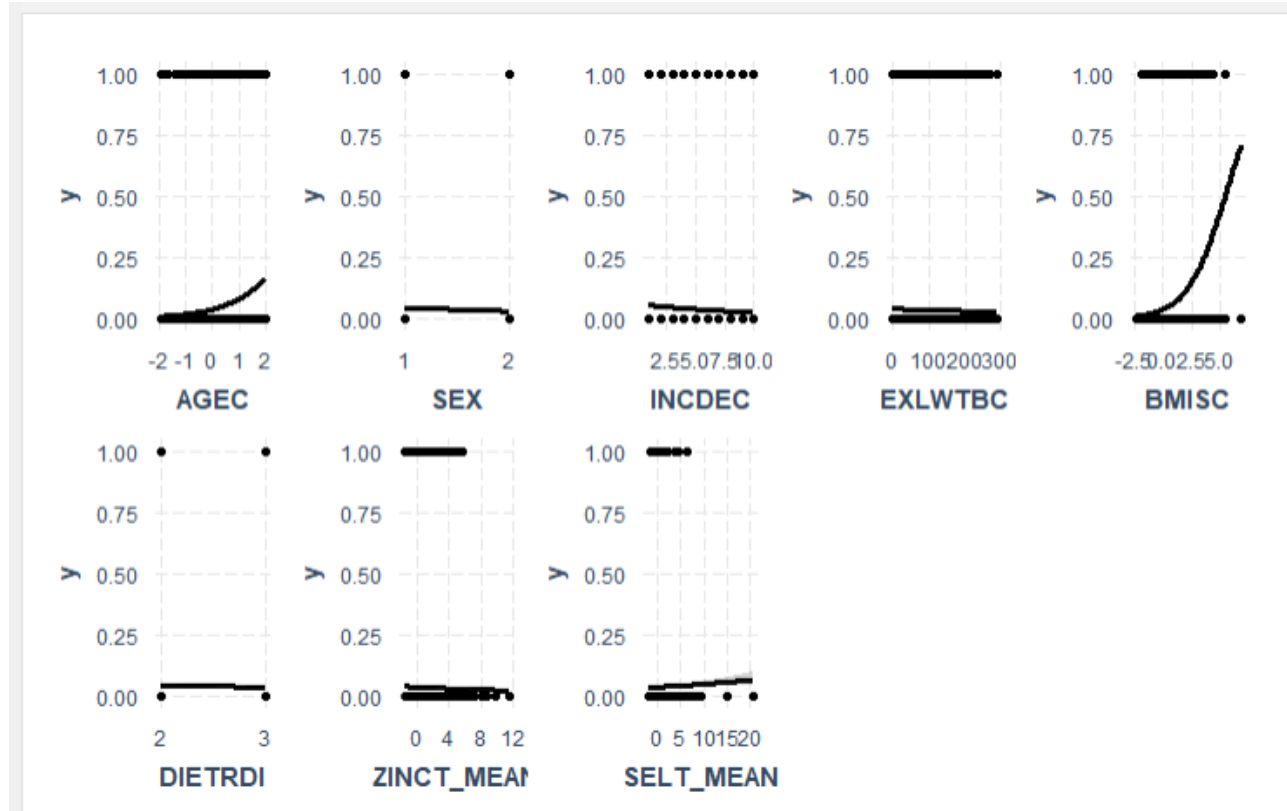 1.00 1.00 1.00 1.00 1.00
0.75 0.75 0.75 0.75 0.75
y 0.50 y 0.50 y 0.50 y 0.50 y 0.50
0.25 0.25 0.25 0.25 0.25
0.00 0.00 0.00 0.00 0.00
-2 -1 0 1 2 1 2 2.55.07.510.0 0 100200300 -2.50.02.55.0
AGEC SEX INCDEC EXLWTBC BMISC
1.00 1.00 1.00
0.75 0.75 0.75
y 0.50 y 0.50 y 0.50
0.25 0.25 0.25
0.00 0.00 0.00
2 3 0 4 8 12 0 5 101520
DIETRDI ZINCT_MEAN SELT_MEAN